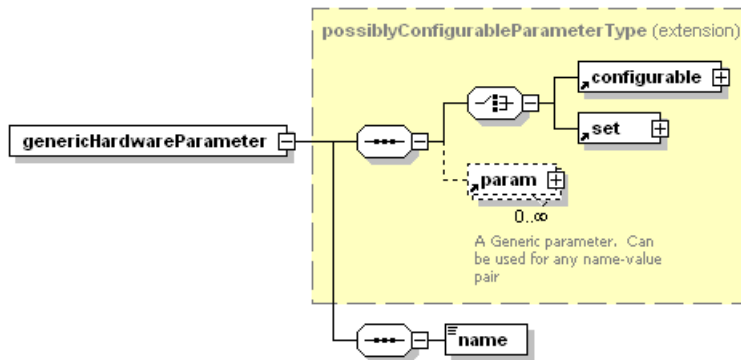 possiblyConfigurableParameterType (extension)
configurable
genericHardwareParameter
set
param
0..∞
A Generic parameter. Can
be used for any name-value
pair
name